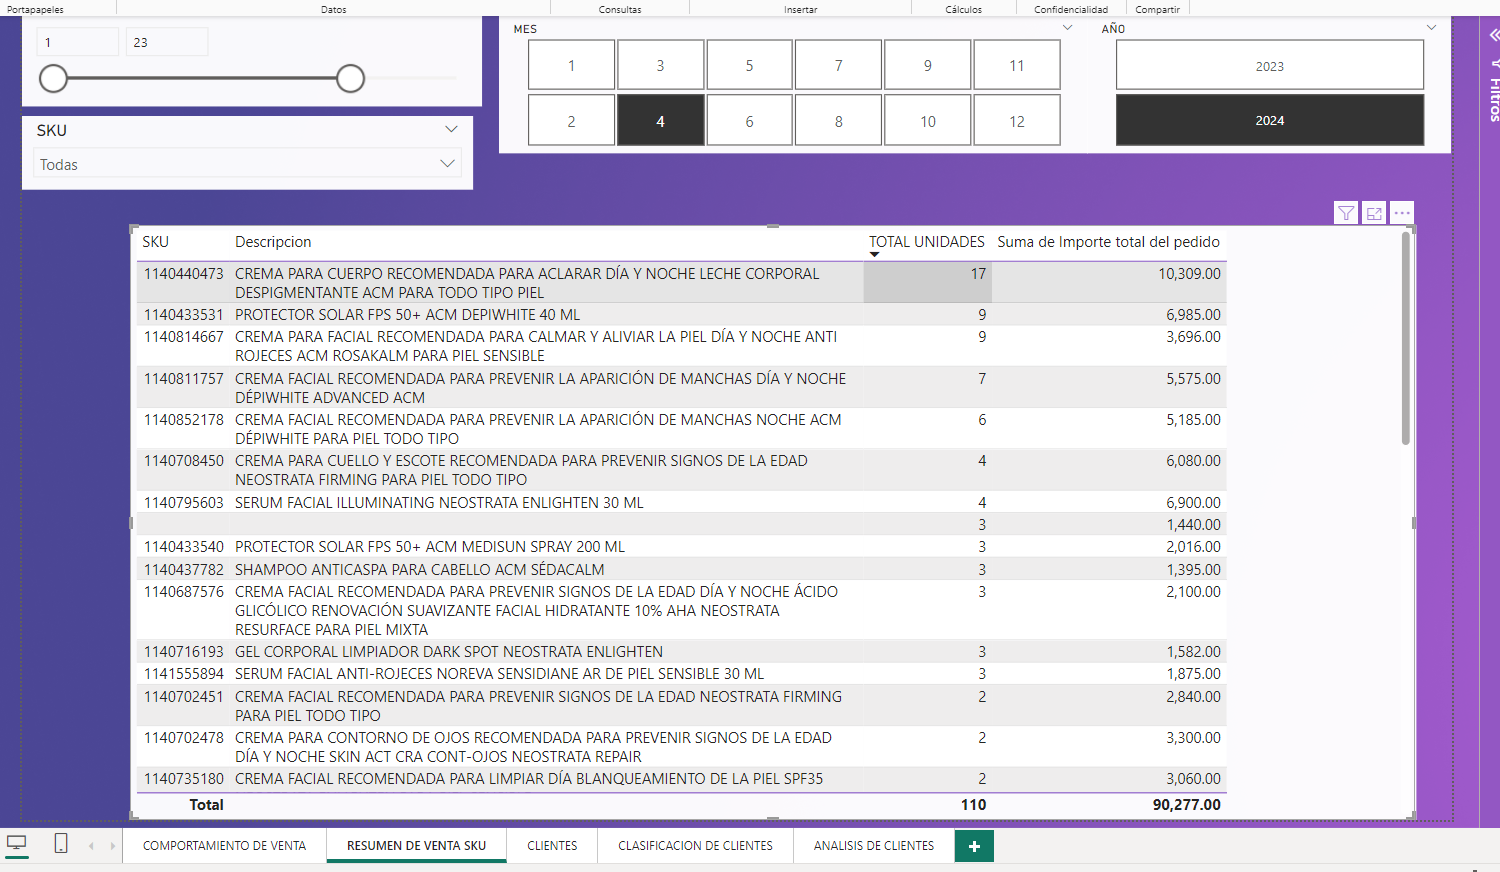 Portapapeles
Datos
Consultas
Insertar
Cálculos
Confidencialidad
Compartir
1
23
MES
1
3
5
7
9
11
2
4
6
8
10
12
AÑO
2023
2024
Filtros
SKU
Todas
SKU Descripcion TOTAL UNIDADES Suma de Importe total del pedido
1140440473 CREMA PARA CUERPO RECOMENDADA PARA ACLARAR DÍA Y NOCHE LECHE CORPORAL 17 10,309.00
DESPIGMENTANTE ACM PARA TODO TIPO PIEL
1140433531 PROTECTOR SOLAR FPS 50+ ACM DEPIWHITE 40 ML 9 6,985.00
1140814667 CREMA PARA FACIAL RECOMENDADA PARA CALMAR Y ALIVIAR LA PIEL DÍA Y NOCHE ANTI 9 3,696.00
ROJECES ACM ROSAKALM PARA PIEL SENSIBLE
1140811757 CREMA FACIAL RECOMENDADA PARA PREVENIR LA APARICIÓN DE MANCHAS DÍA Y NOCHE 7 5,575.00
DÉPIWHITE ADVANCED ACM
1140852178 CREMA FACIAL RECOMENDADA PARA PREVENIR LA APARICIÓN DE MANCHAS NOCHE ACM 6 5,185.00
DÉPIWHITE PARA PIEL TODO TIPO
1140708450 CREMA PARA CUELLO Y ESCOTE RECOMENDADA PARA PREVENIR SIGNOS DE LA EDAD 4 6,080.00
NEOSTRATA FIRMING PARA PIEL TODO TIPO
1140795603 SERUM FACIAL ILLUMINATING NEOSTRATA ENLIGHTEN 30 ML 4 6,900.00
3 1,440.00
1140433540 PROTECTOR SOLAR FPS 50+ ACM MEDISUN SPRAY 200 ML 3 2,016.00
1140437782 SHAMPOO ANTICASPA PARA CABELLO ACM SÉDACALM 3 1,395.00
1140687576 CREMA FACIAL RECOMENDADA PARA PREVENIR SIGNOS DE LA EDAD DÍA Y NOCHE ÁCIDO 3 2,100.00
GLICÓLICO RENOVACIÓN SUAVIZANTE FACIAL HIDRATANTE 10% AHA NEOSTRATA
RESURFACE PARA PIEL MIXTA
1140716193 GEL CORPORAL LIMPIADOR DARK SPOT NEOSTRATA ENLIGHTEN 3 1,582.00
1141555894 SERUM FACIAL ANTI-ROJECES NOREVA SENSIDIANE AR DE PIEL SENSIBLE 30 ML 3 1,875.00
1140702451 CREMA FACIAL RECOMENDADA PARA PREVENIR SIGNOS DE LA EDAD NEOSTRATA FIRMING 2 2,840.00
PARA PIEL TODO TIPO
1140702478 CREMA PARA CONTORNO DE OJOS RECOMENDADA PARA PREVENIR SIGNOS DE LA EDAD 2 3,300.00
DÍA Y NOCHE SKIN ACT CRA CONT-OJOS NEOSTRATA REPAIR
1140735180 CREMA FACIAL RECOMENDADA PARA LIMPIAR DÍA BLANQUEAMIENTO DE LA PIEL SPF35 2 3,060.00
Total 110 90,277.00
COMPORTAMIENTO DE VENTA
RESUMEN DE VENTA SKU
CLIENTES
CLASIFICACION DE CLIENTES
ANALISIS DE CLIENTES